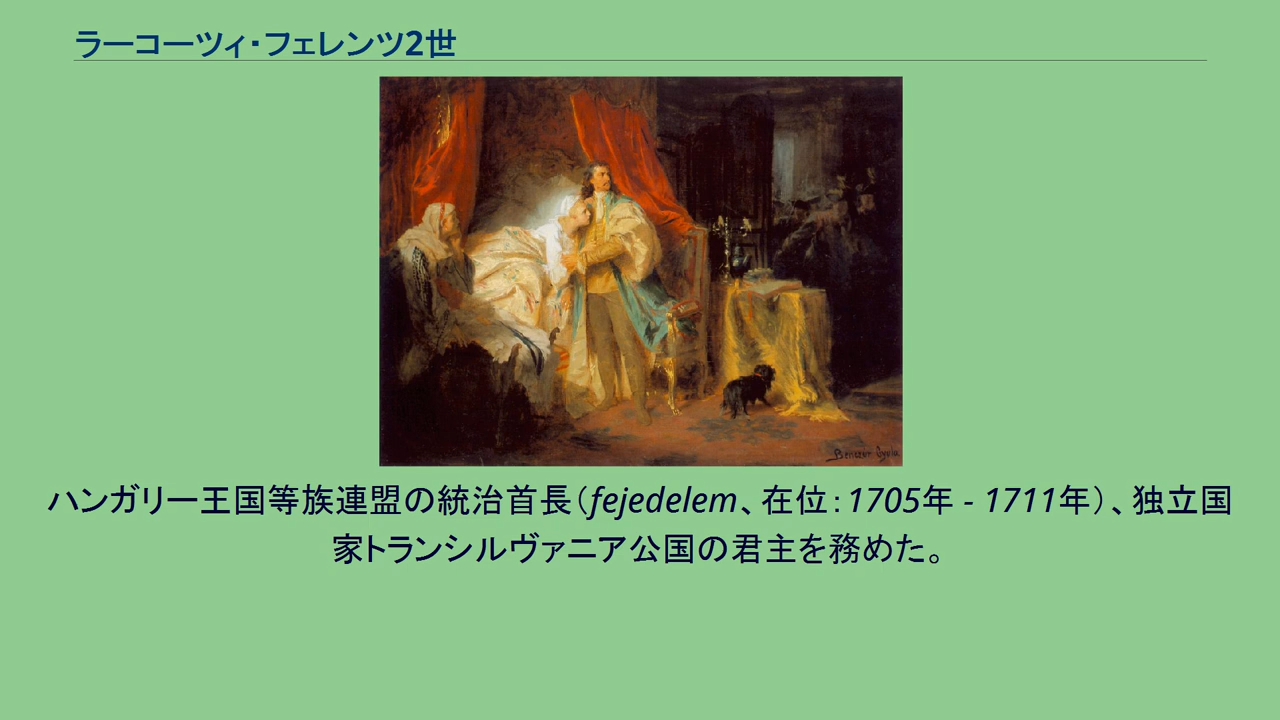 ラーコーツィ・フェレンツ2世
Benczúr Gyula
ハンガリー王国等族連盟の統治首長（fejedelem、在位：1705年 - 1711年）、独立国
家トランシルヴァニア公国の君主を務めた。